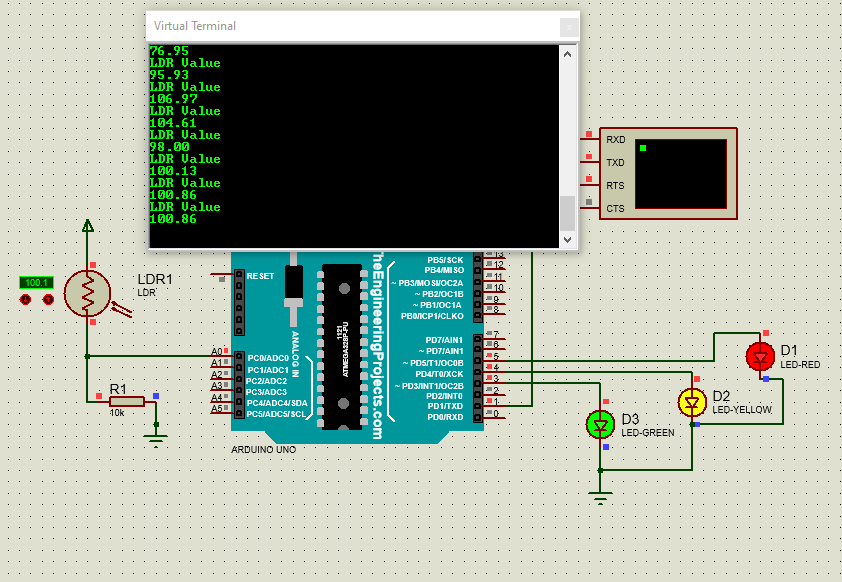 Virtual Terminal
76.95
LDR Value
95.93
LDR Value
106.97
LDR Value
104.61
LDR Value
98.00
LDR Value
100.13
LDR Value
100.86
LDR Value
100.86
RXD
TXD
RTS
CTS
100.1
LDR1
LDR
R1
10k
RESET
A0
A1
A2
A3
A4
A5
PC0/ADC0
PC1/ADC1
PC2/ADC2
PC3/ADC3
PC4/ADC4/SDA
PC5/ADC5/SCL
ANALOG IN
1121
ATMEGA328P-PU
TheEngineeringProjects.com
PB5/SCK
PB4/MISO
~ PB3/MOSI/OC2A
~ PB2/OC1B
~ PB1/OC1A
PB0/ICP1/CLKO
13
12
11
10
9
8
PD7/AIN1
~ PD7/AIN1
~ PD5/T1/OC0B
PD4/T0/XCK
~ PD3/INT1/OC2B
PD2/INT0
PD1/TXD
PD0/RXD
7
6
5
4
3
2
1
0
ARDUINO UNO
D1
LED-RED
D2
LED-YELLOW
D3
LED-GREEN